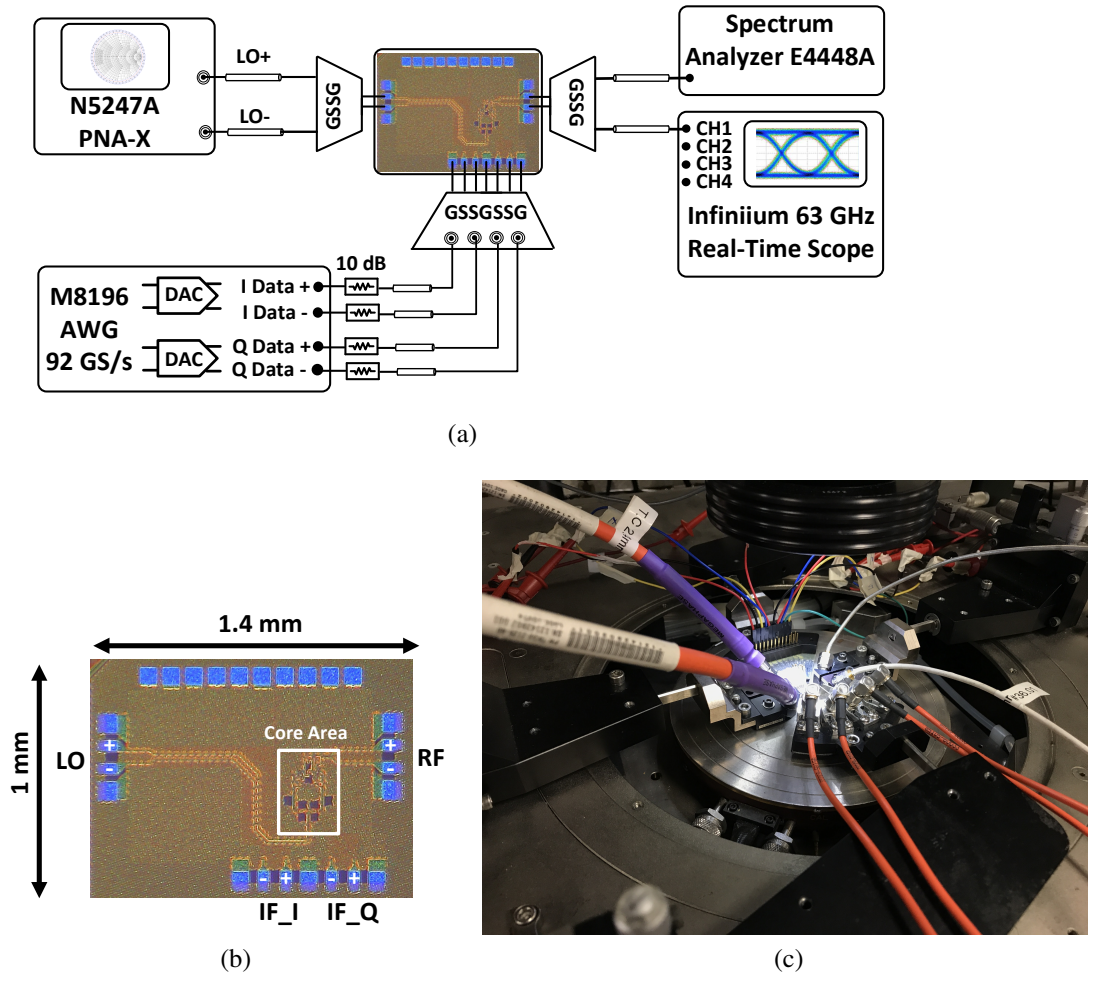 N5247A
PNA-X
LO+
LO-
GSSG
GSSG
Spectrum
Analyzer E4448A
CH1
CH2
CH3
CH4
Infiniium 63 GHz
Real-Time Scope
GSSGSSG
10 dB
M8196
AWG
92 GS/s
DAC
DAC
I Data +
I Data -
Q Data +
Q Data -
(a)
1.4 mm
1 mm
Core Area
LO
RF
+
-
+
-
- + - +
IF_I IF_Q
(b)
(c)